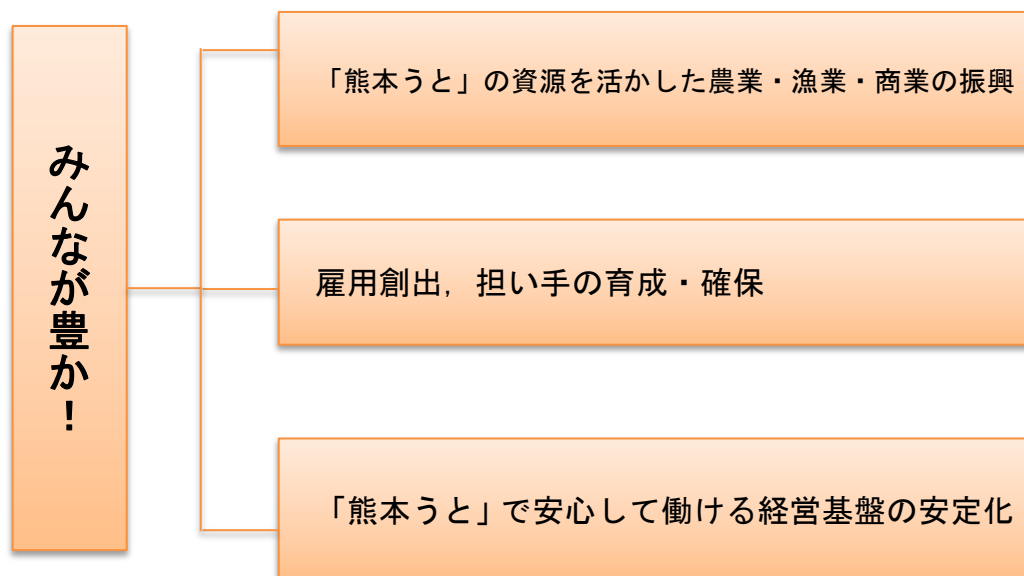 みんなが豊か！
「熊本うと」の資源を活かした農業・漁業・商業の振興
雇用創出，担い手の育成・確保
「熊本うと」で安心して働ける経営基盤の安定化